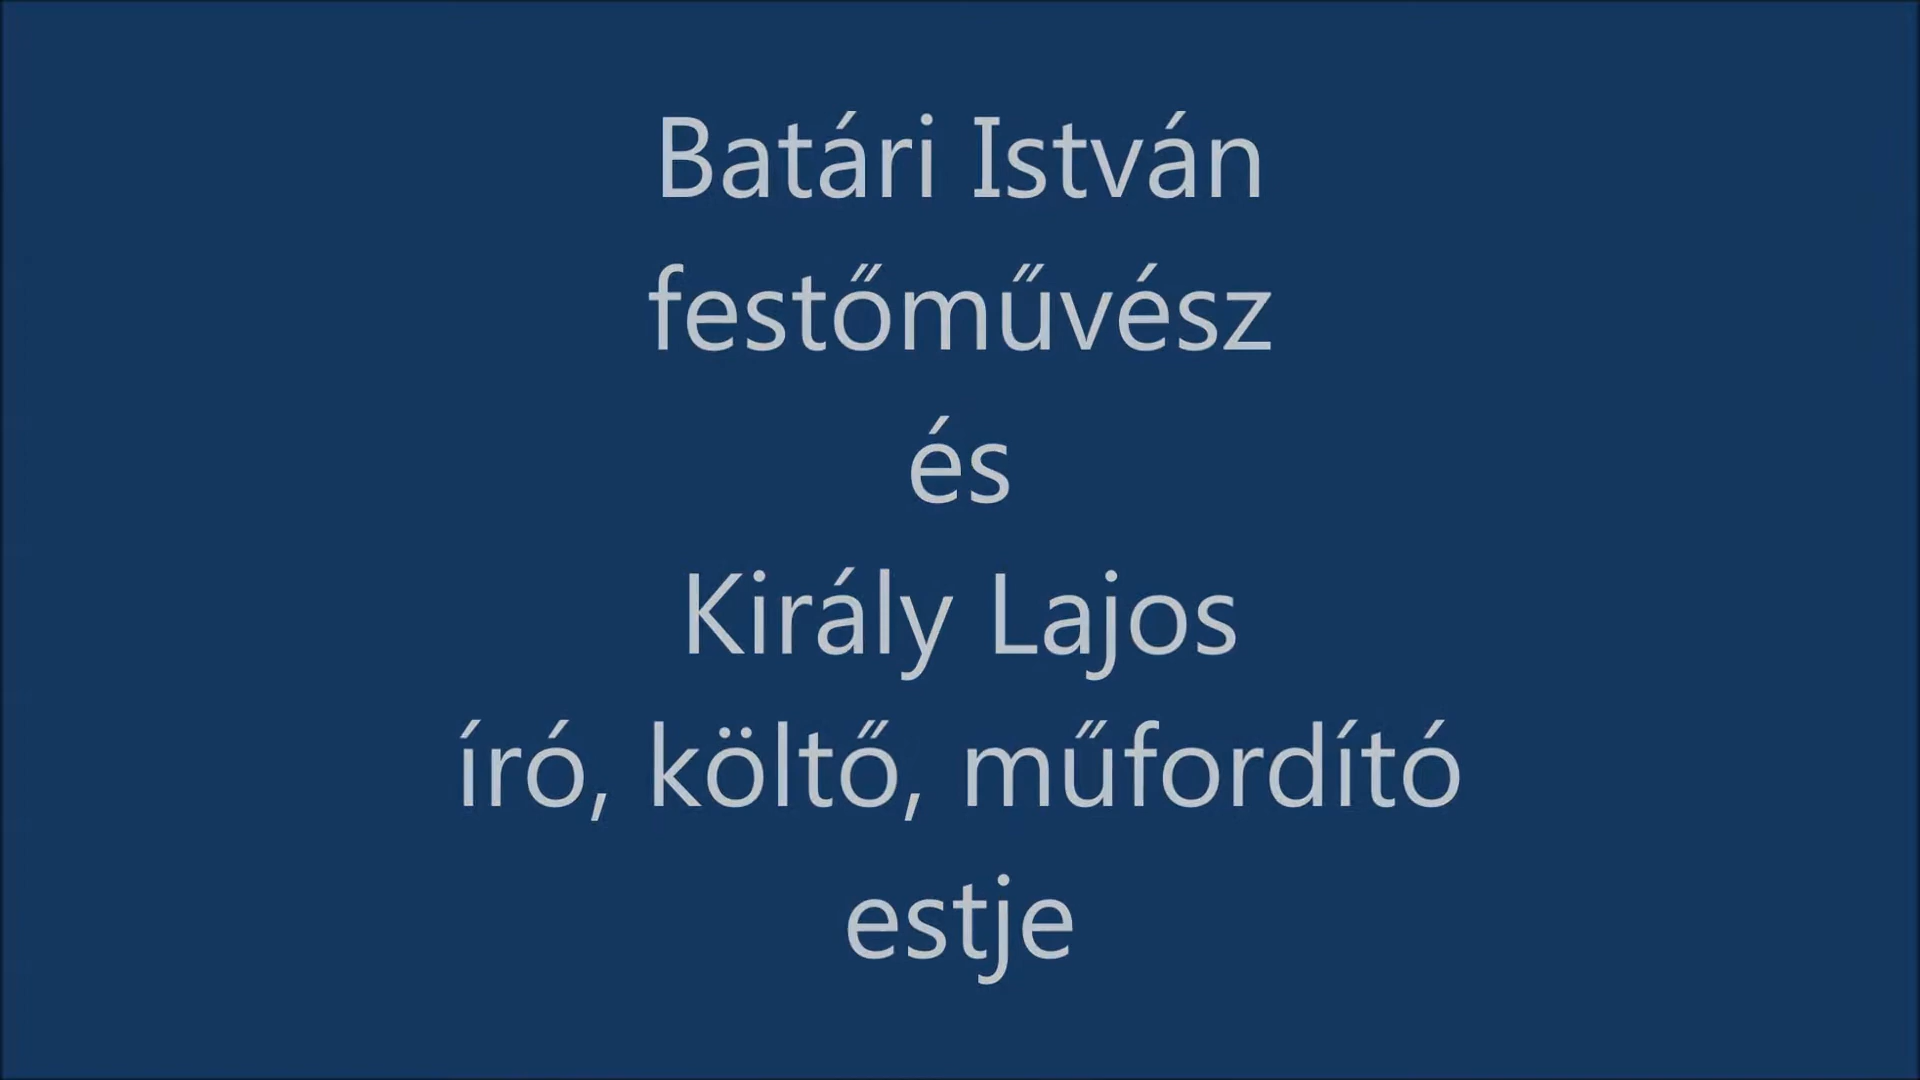 Batári István
festőművész
és
Király Lajos
író, költő, műfordító
estje